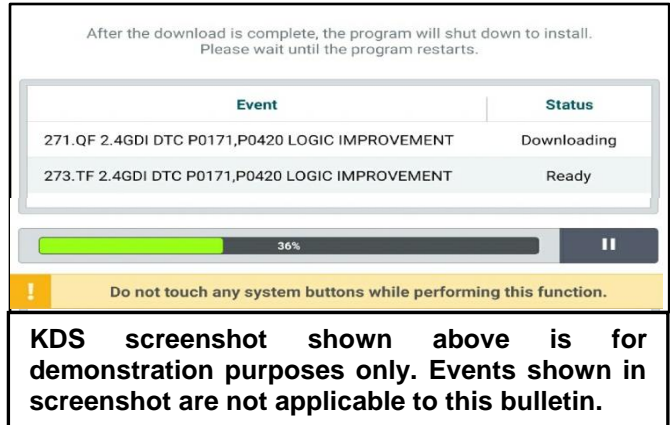 After the download is complete, the program will shut down to install.
Please wait until the program restarts.
Event Status
271.QF 2.4GDI DTC P0171,P0420 LOGIC IMPROVEMENT Downloading
273.TF 2.4GDI DTC P0171,P0420 LOGIC IMPROVEMENT Ready
36%
! Do not touch any system buttons while performing this function.
KDS screenshot shown above is for
demonstration purposes only. Events shown in
screenshot are not applicable to this bulletin.